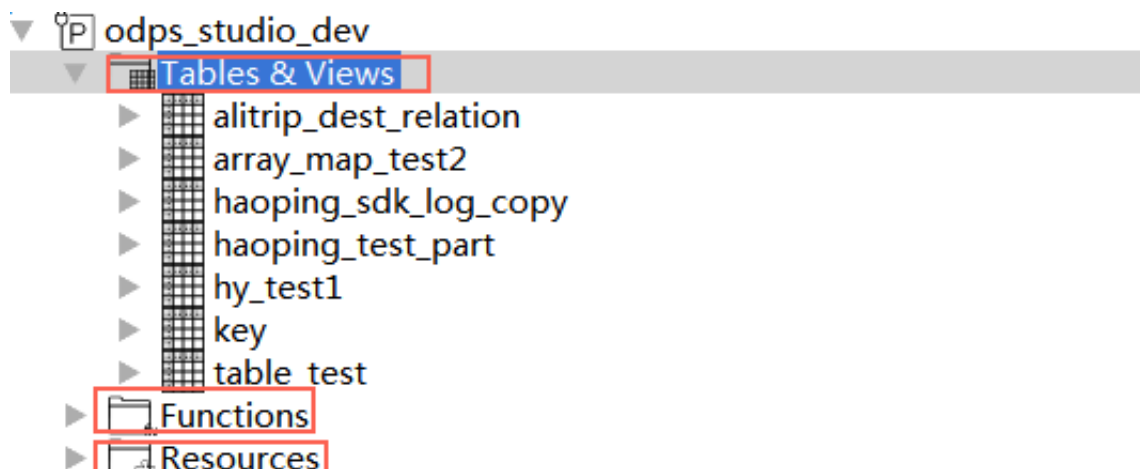 odps_studio_dev
Tables & Views
alitrip_dest_relation
array_map_test2
haoping_sdk_log_copy
haoping_test_part
hy_test1
key
table_test
Functions
Resources